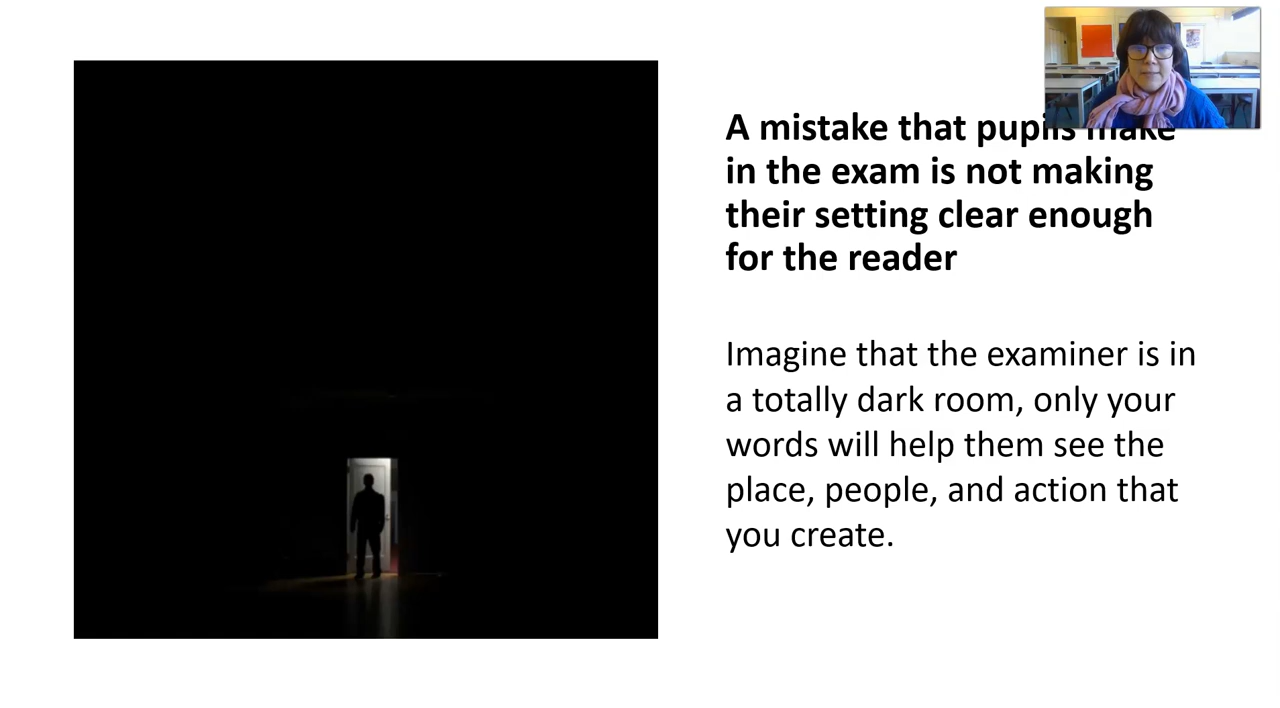 A mistake that pupils make
in the exam is not making
their setting clear enough
for the reader
Imagine that the examiner is in
a totally dark room, only your
words will help them see the
place, people, and action that
you create.